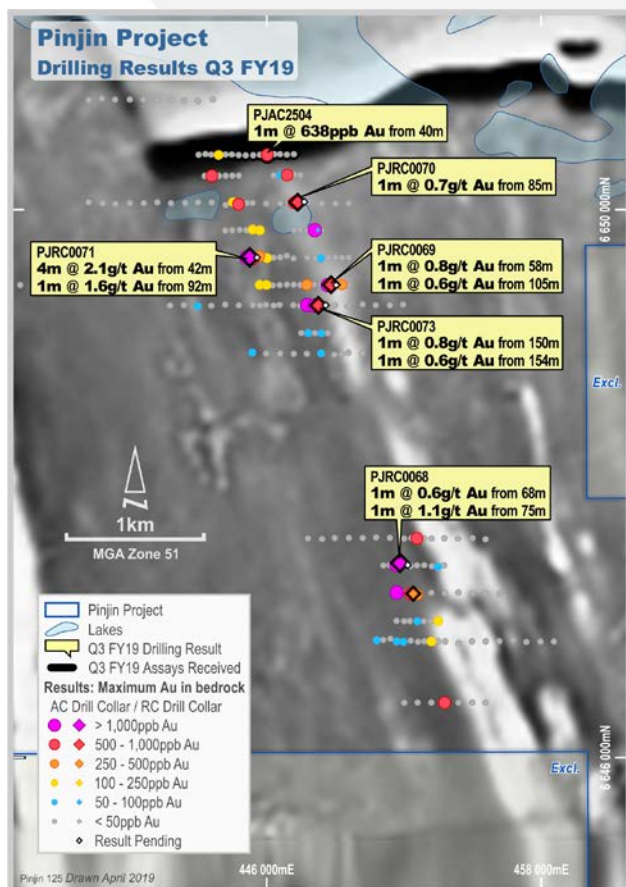 Pinjin Project
Drilling Results Q3 FY19
PJAC2504
1m @ 638ppb Au from 40m
PJRC0070
1m @ 0.7g/t Au from 85m
6 650 000mN
PJRC0071
4m @ 2.1g/t Au from 42m
1m @ 1.6g/t Au from 92m
PJRC0069
1m @ 0.8g/t Au from 58m
1m @ 0.6g/t Au from 105m
PJRC0073
1m @ 0.8g/t Au from 150m
1m @ 0.6g/t Au from 154m
Excl.
N
1km
MGA Zone 51
PJRC0068
1m @ 0.6g/t Au from 68m
1m @ 1.1g/t Au from 75m
Pinjin Project
Lakes
Q3 FY19 Drilling Result
Q3 FY19 Assays Received
Results: Maximum Au in bedrock
AC Drill Collar / RC Drill Collar
> 1,000ppb Au
500 - 1,000ppb Au
250 - 500ppb Au
100 - 250ppb Au
50 - 100ppb Au
< 50ppb Au
Result Pending
6 646 000mN
Excl.
Pinjin 125 Drawn April 2019
446 000mE
458 000mE